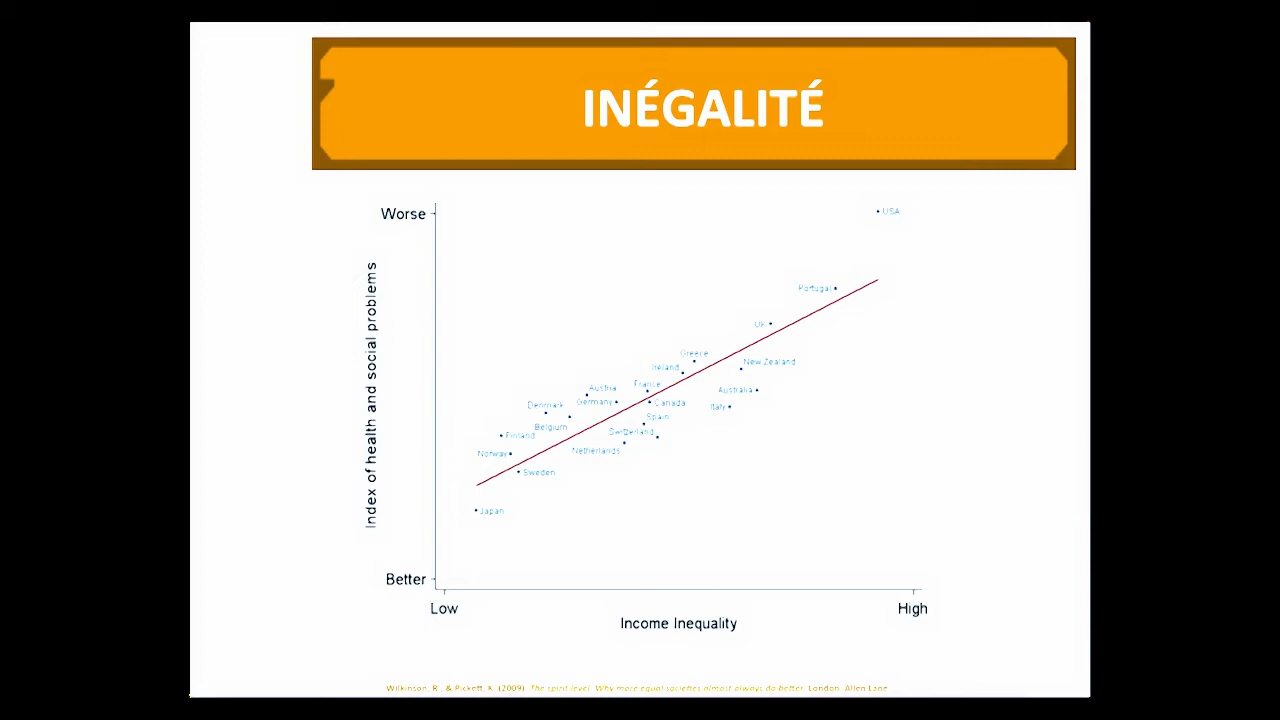 INÉGALITÉ
Worse
USA
Index of health and social problems
Portugal
UK
Greece
New Zealand
Ireland
France
Austria
Australia
Germany
Canada
Denmark
Italy
Spain
Belgium
Switzerland
Finland
Netherlands
Norway
Sweden
Japan
Better
Low
High
Income Inequality
Wilkinson, R., & Pickett, K. (2009). The spirit level. Why more equal societies almost always do better. London: Allen Lane